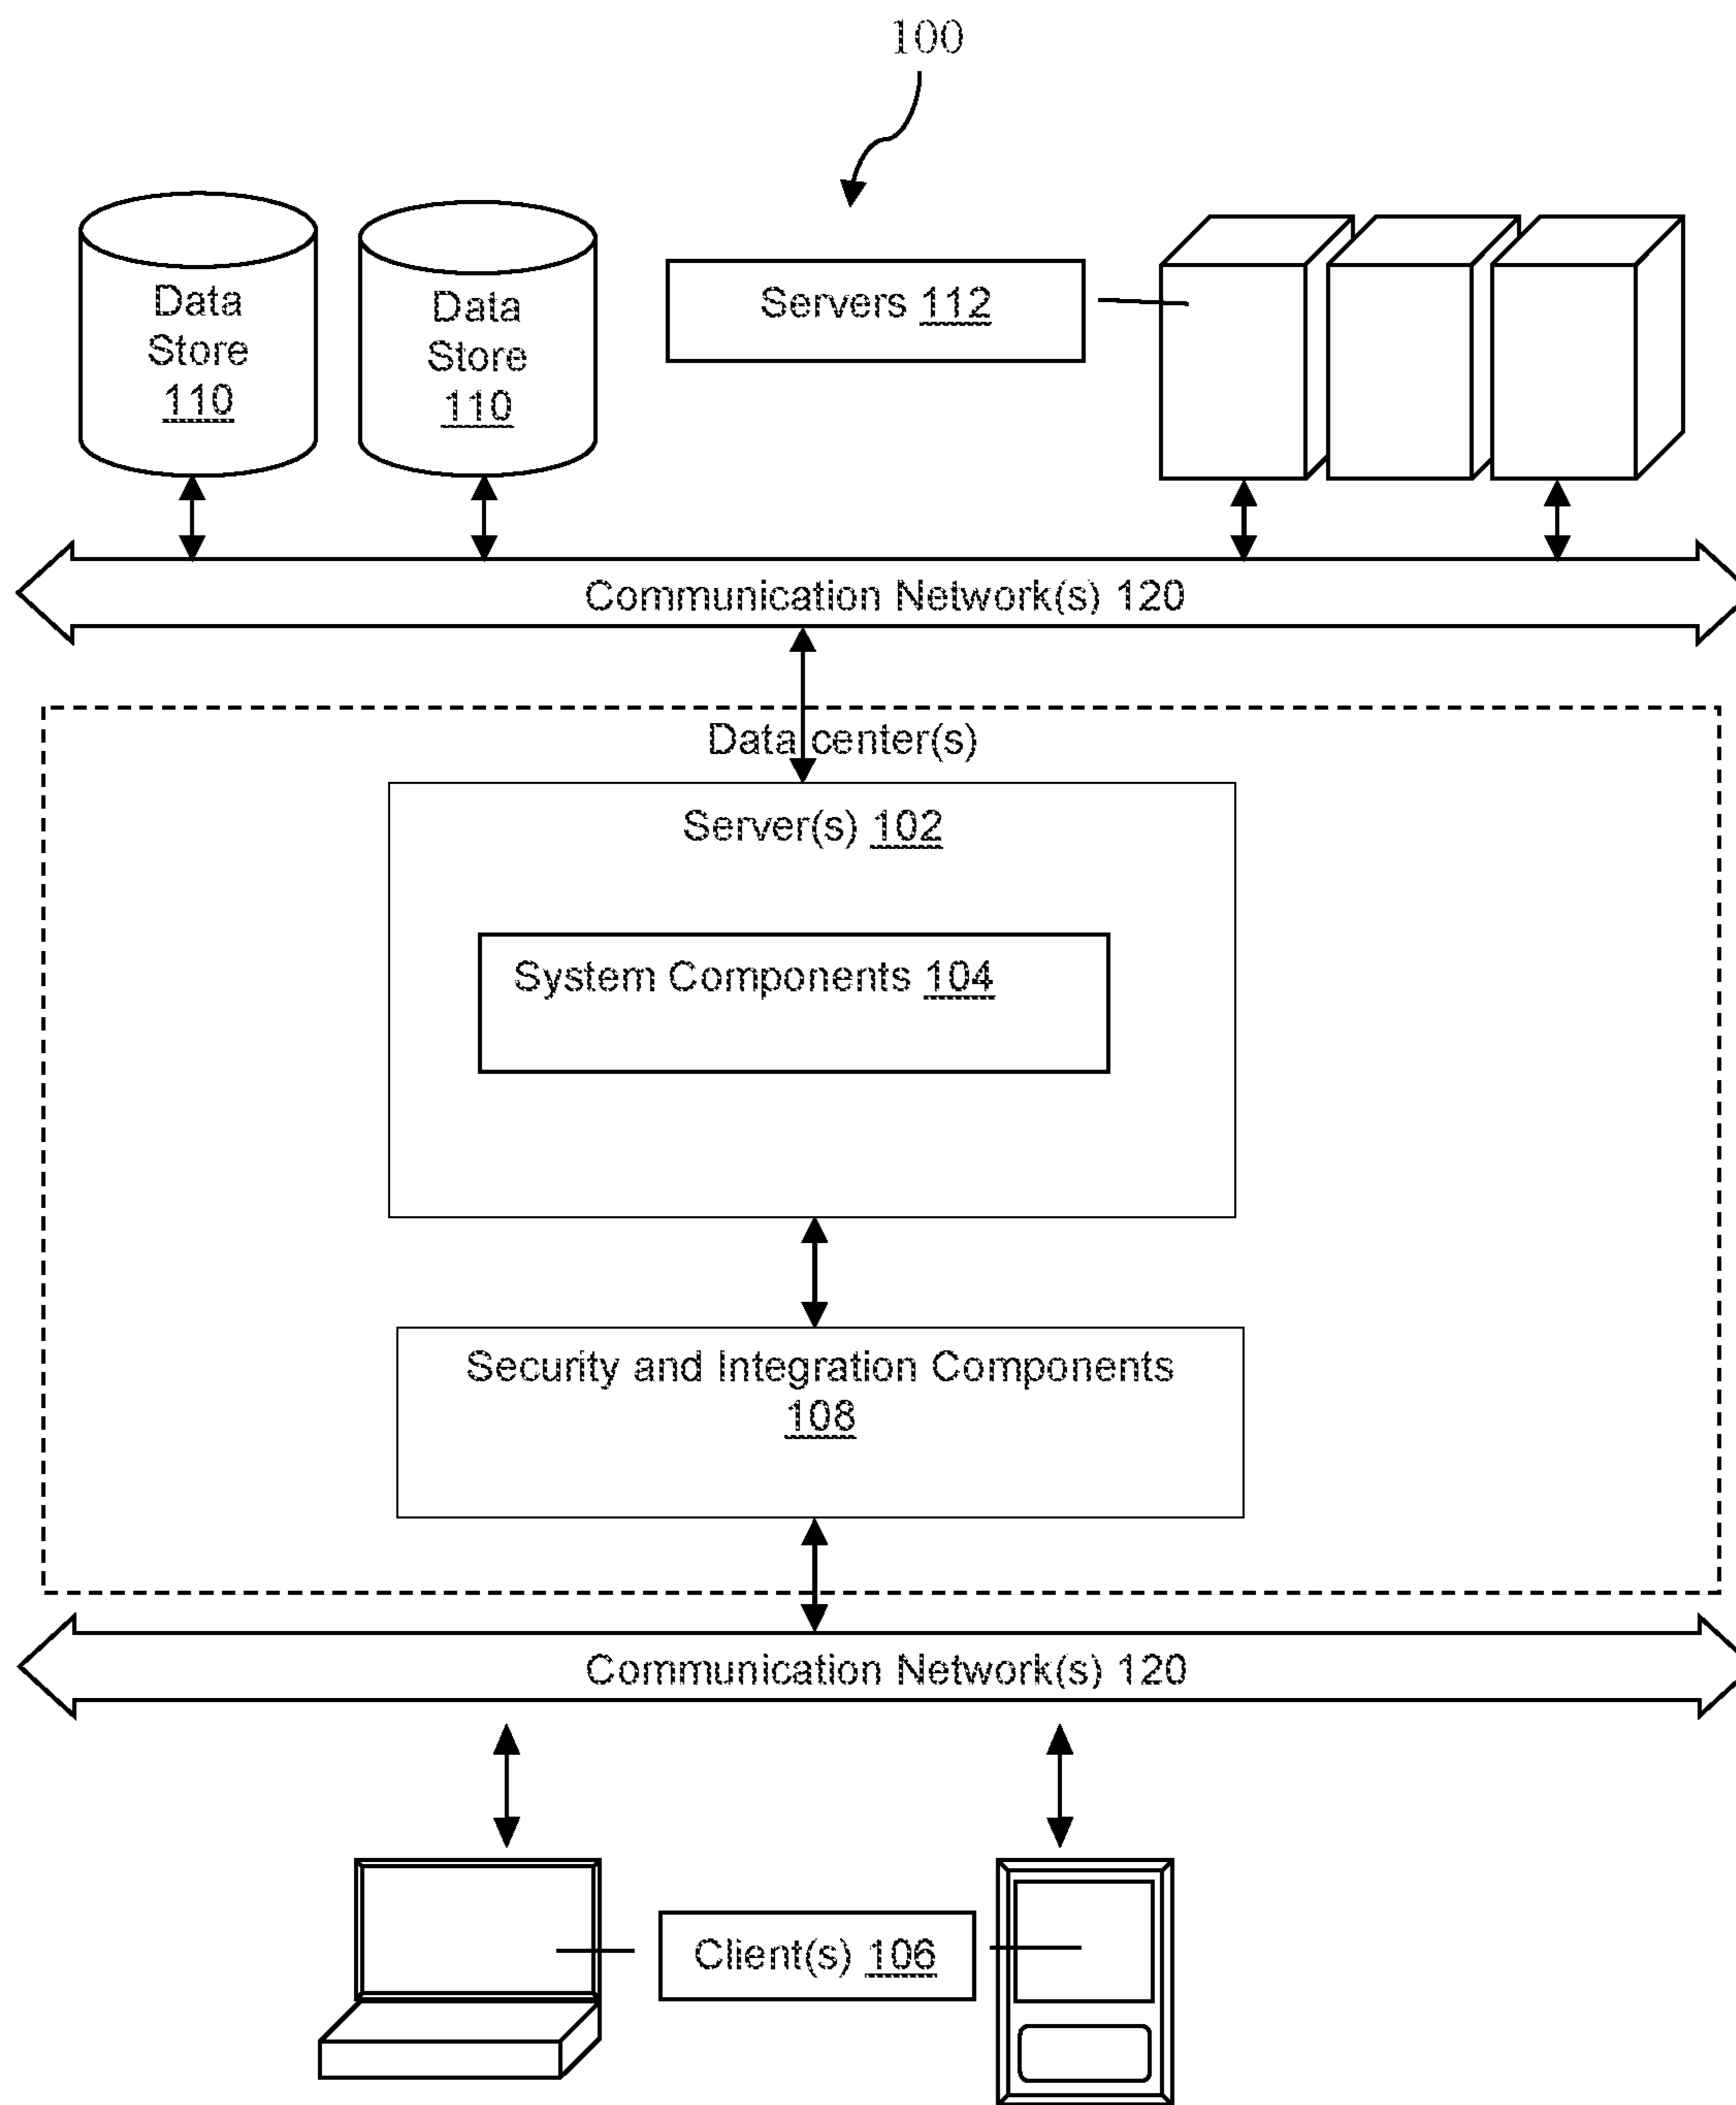 100
Data
Store
110
Data
Store
110
Servers 112
Communication Network(s) 120
Data center(s)
Server(s) 102
System Components 104
Security and Integration Components
108
Communication Network(s) 120
Client(s) 106